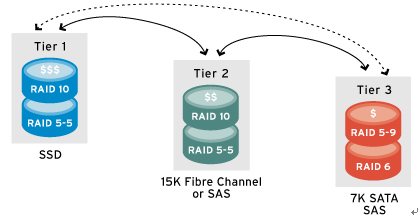 Tier 1
$$$
RAID 10
RAID 5-5
SSD
Tier 2
$$
RAID 10
RAID 5-5
15K Fibre Channel
or SAS
Tier 3
$
RAID 5-9
RAID 6
7K SATA
SAS